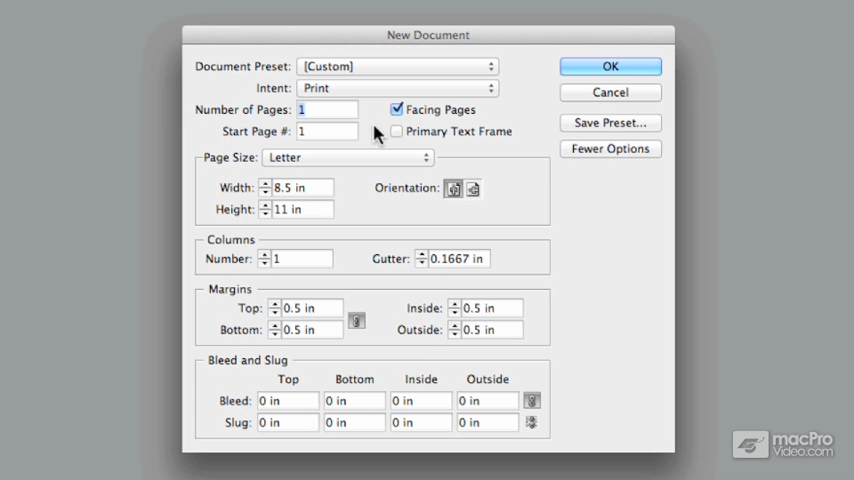 New Document
Document Preset: [Custom]
OK
Intent: Print
Cancel
Number of Pages: 1
Facing Pages
Start Page #: 1
Primary Text Frame
Save Preset...
Fewer Options
Page Size: Letter
Width: 8.5 in
Orientation:
Height: 11 in
Columns
Number: 1
Gutter: 0.1667 in
Margins
Top: 0.5 in
Inside: 0.5 in
Bottom: 0.5 in
Outside: 0.5 in
Bleed and Slug
Top Bottom Inside Outside
Bleed: 0 in 0 in 0 in 0 in
Slug: 0 in 0 in 0 in 0 in
macPro
Video.com